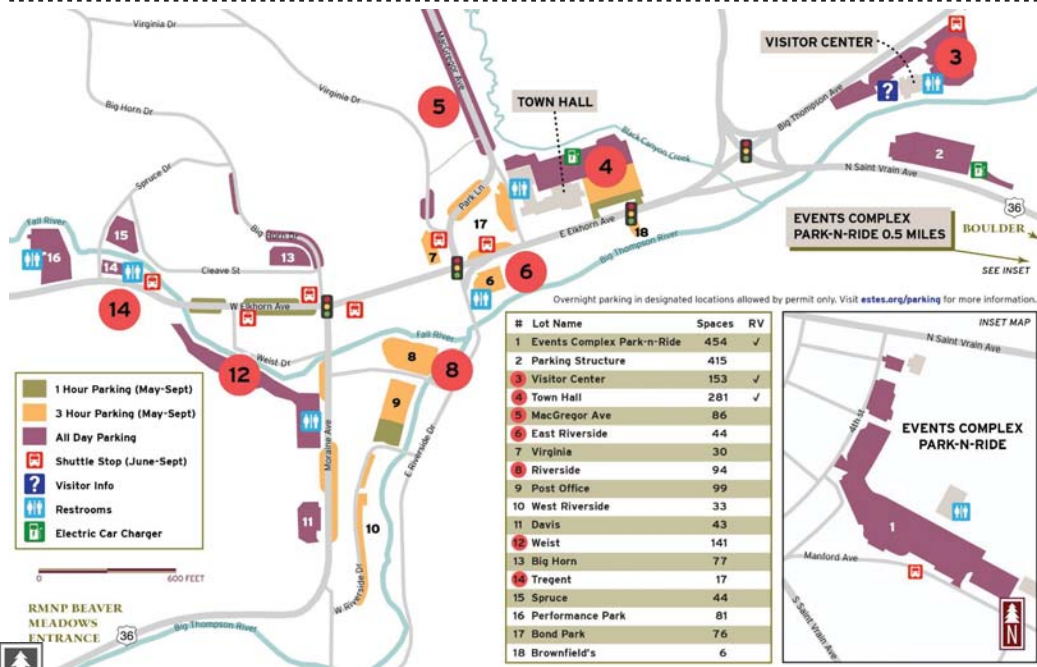 Virginia Dr
Big Horn Dr
Virginia Dr
Spruce Dr
Big Horn Dr
Cleave St
Fall River
16
15
14
13
14
W Elkhorn Ave
Weist Dr
12
11
MacGregor Ave
5
Park Ln
17
7
6
6
TOWN HALL
Black Canyon Creek
4
E Elkhorn Ave
18
Big Thompson River
VISITOR CENTER
?
3
Big Thompson Ave
2
N Saint Vrain Ave
36
EVENTS COMPLEX
PARK-N-RIDE 0.5 MILES
BOULDER
SEE INSET
Fall River
8
8
9
10
Moraine Ave
E Riverside Dr
W Riverside Dr
Overnight parking in designated locations allowed by permit only. Visit estes.org/parking for more information.
1 Hour Parking (May-Sept)
3 Hour Parking (May-Sept)
All Day Parking
Shuttle Stop (June-Sept)
? Visitor Info
Restrooms
Electric Car Charger
0 600 FEET
RMNP BEAVER
MEADOWS
ENTRANCE
36
Big Thompson River
# Lot Name Spaces RV
1 Events Complex Park-n-Ride 454 √
2 Parking Structure 415
3 Visitor Center 153 √
4 Town Hall 281 √
5 MacGregor Ave 86
6 East Riverside 44
7 Virginia 30
8 Riverside 94
9 Post Office 99
10 West Riverside 33
11 Davis 43
12 Weist 141
13 Big Horn 77
14 Tregent 17
15 Spruce 44
16 Performance Park 81
17 Bond Park 76
18 Brownfield's 6
INSET MAP
N Saint Vrain Ave
4th st
EVENTS COMPLEX
PARK-N-RIDE
1
Manford Ave
S Saint Vrain Ave
N